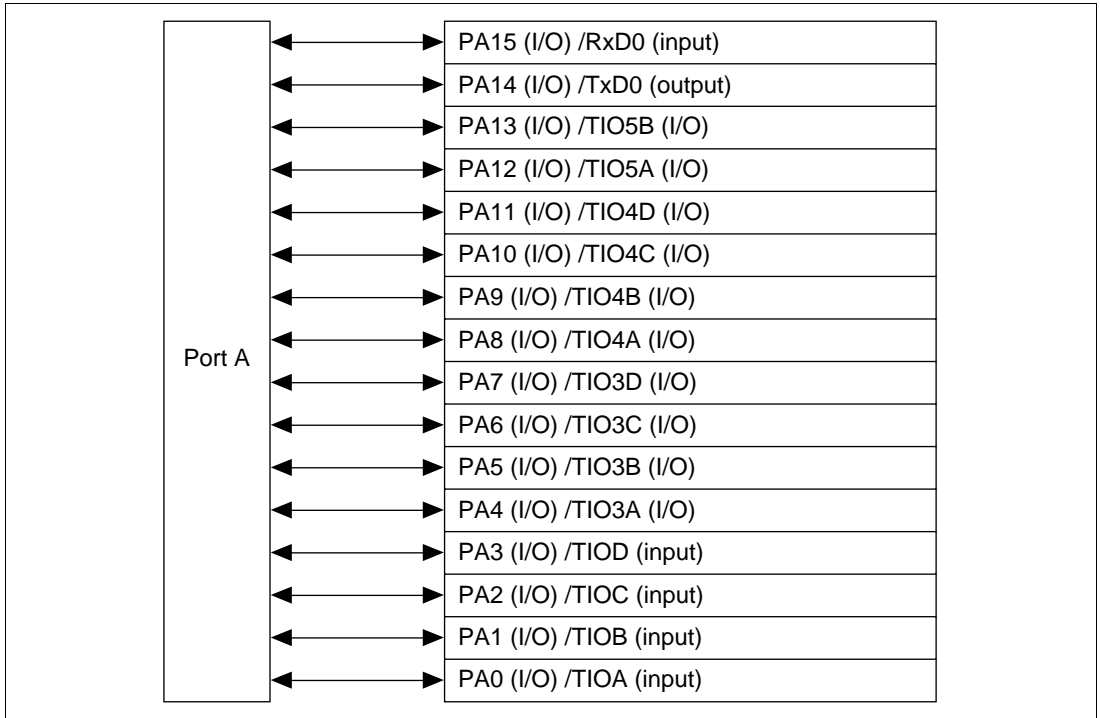 PA15 (I/O) /RxD0 (input)
PA14 (I/O) /TxD0 (output)
PA13 (I/O) /TIO5B (I/O)
PA12 (I/O) /TIO5A (I/O)
PA11 (I/O) /TIO4D (I/O)
PA10 (I/O) /TIO4C (I/O)
PA9 (I/O) /TIO4B (I/O)
PA8 (I/O) /TIO4A (I/O)
Port A
PA7 (I/O) /TIO3D (I/O)
PA6 (I/O) /TIO3C (I/O)
PA5 (I/O) /TIO3B (I/O)
PA4 (I/O) /TIO3A (I/O)
PA3 (I/O) /TIOD (input)
PA2 (I/O) /TIOC (input)
PA1 (I/O) /TIOB (input)
PA0 (I/O) /TIOA (input)